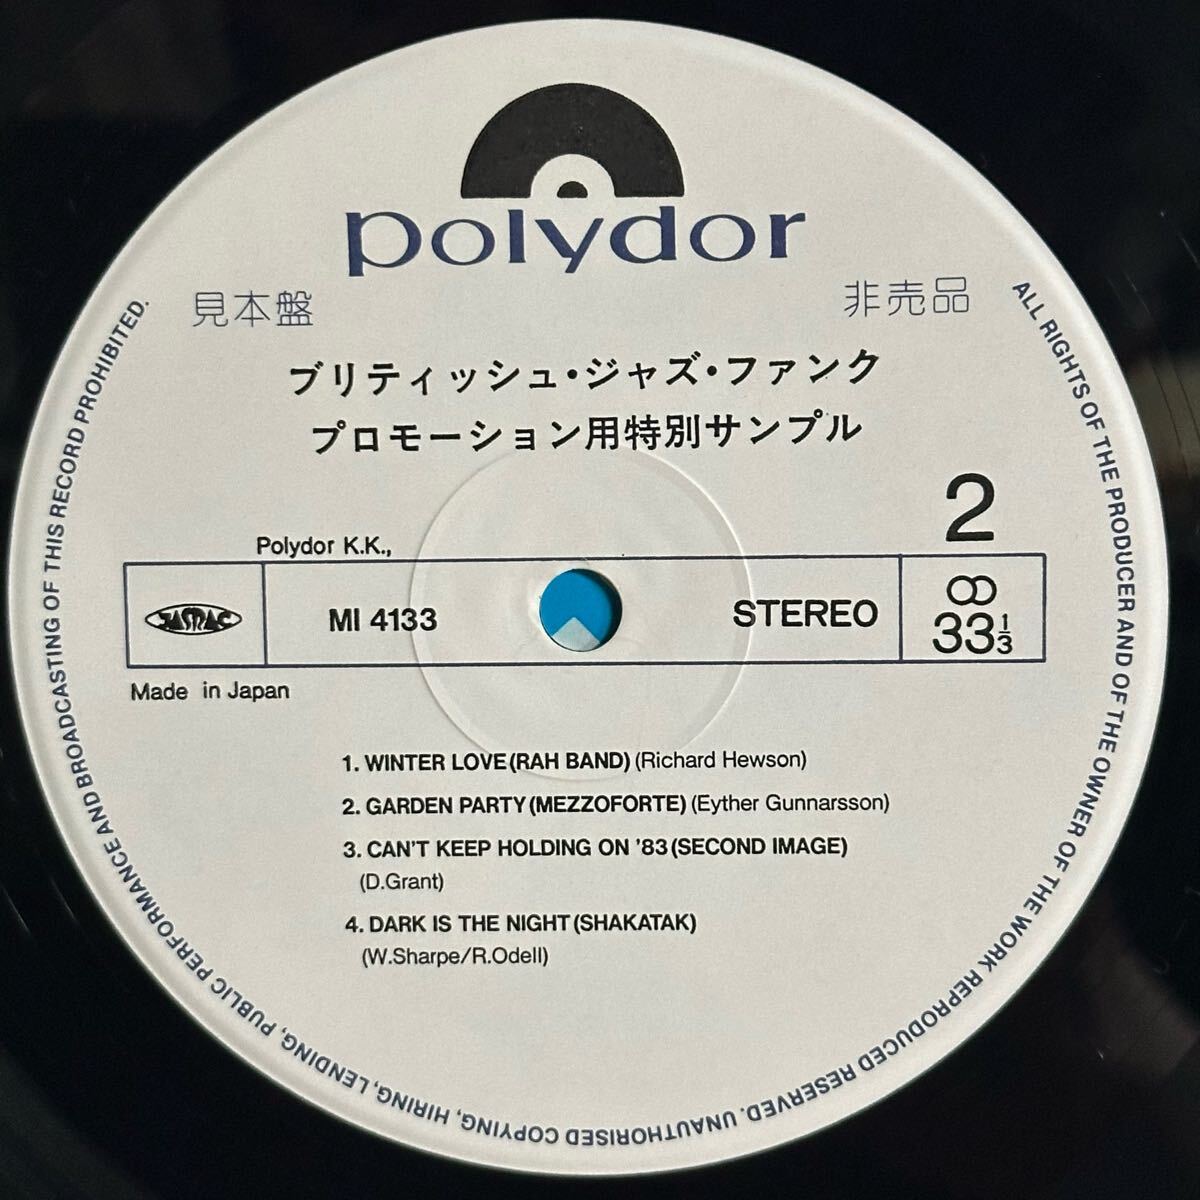 polydor
見本盤
非売品
ブリティッシュ・ジャズ・ファンク
プロモーション用特別サンプル
2
Polydor K.K.,
JASRAC
MI 4133
STEREO
33 1/3
Made in Japan
1. WINTER LOVE(RAH BAND) (Richard Hewson)
2. GARDEN PARTY(MEZZOFORTE) (Eyther Gunnarsson)
3. CAN'T KEEP HOLDING ON '83(SECOND IMAGE)
(D.Grant)
4. DARK IS THE NIGHT(SHAKATAK)
(W.Sharpe/R.Odell)
ALL RIGHTS OF THE PRODUCER AND OF THE OWNER OF THE WORK REPRODUCED RESERVED. UNAUTHORISED COPYING, HIRING, LENDING, PUBLIC PERFORMANCE AND BROADCASTING OF THIS RECORD PROHIBITED.